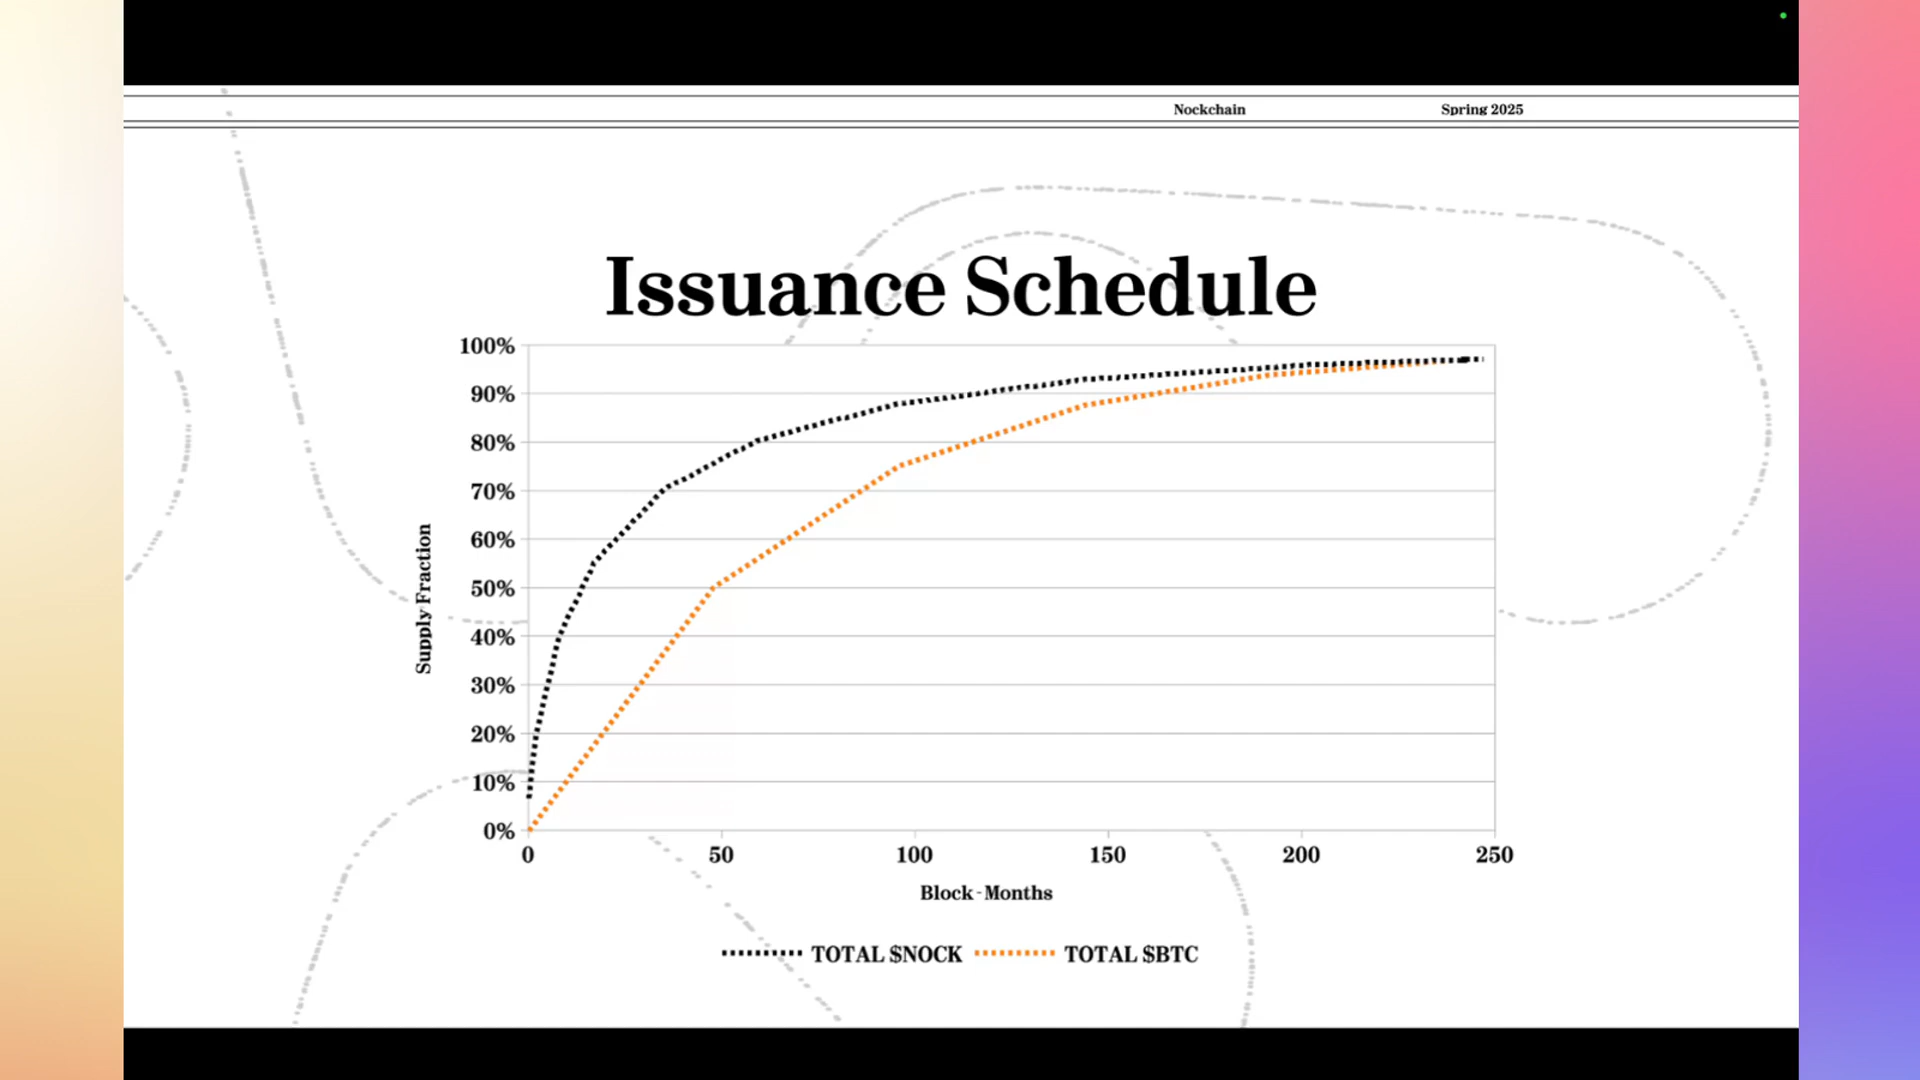 Nockchain Spring 2025
Issuance Schedule
100%
90%
80%
70%
60%
50%
40%
30%
20%
10%
0%
Supply Fraction
0 50 100 150 200 250
Block-Months
TOTAL $NOCK TOTAL $BTC